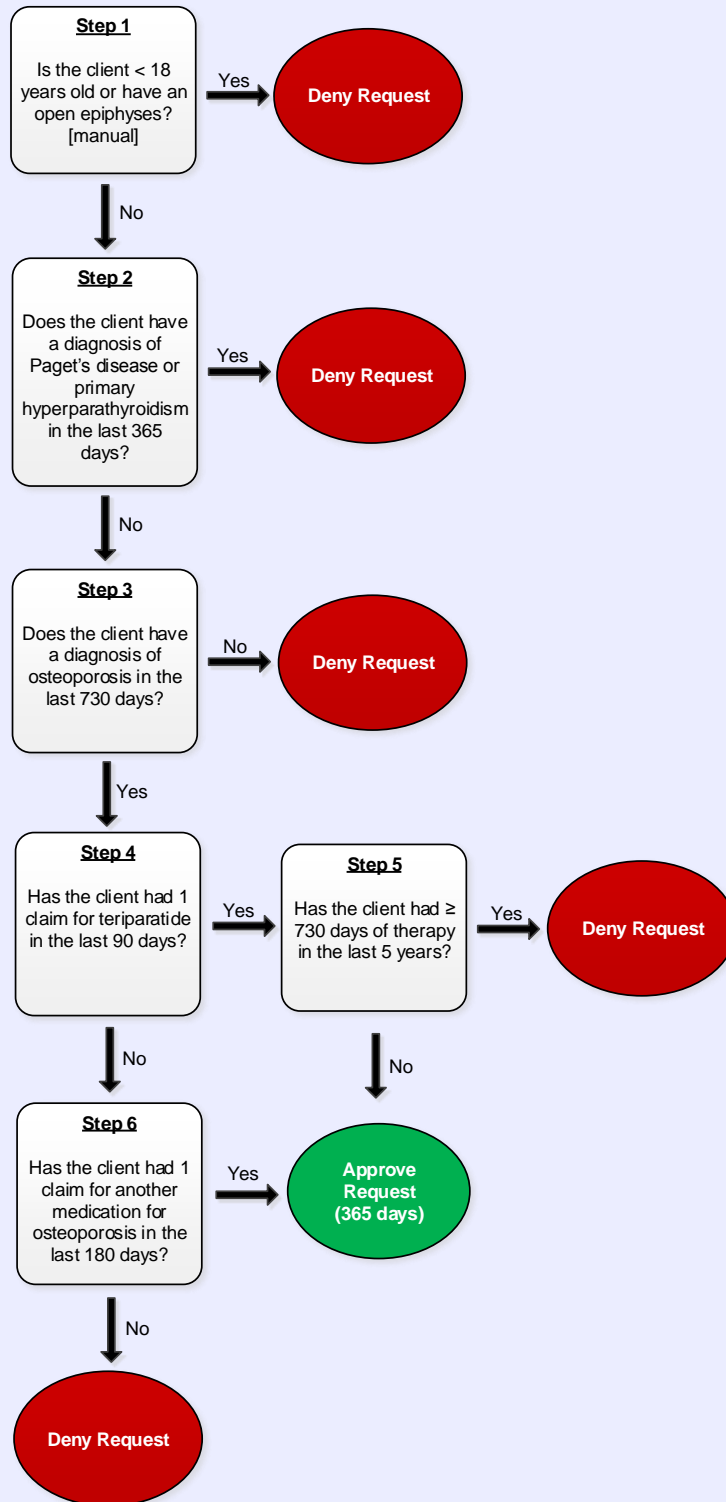 Step 1
Is the client < 18
years old or have an
open epiphyses?
[manual]
Yes
Deny Request
No
Step 2
Does the client have
a diagnosis of
Paget's disease or
primary
hyperparathyroidism
in the last 365
days?
Yes
Deny Request
No
Step 3
Does the client have
a diagnosis of
osteoporosis in the
last 730 days?
No
Deny Request
Yes
Step 4
Has the client had 1
claim for teriparatide
in the last 90 days?
Yes
Step 5
Has the client had ≥
730 days of therapy
in the last 5 years?
Yes
Deny Request
No
No
Step 6
Has the client had 1
claim for another
medication for
osteoporosis in the
last 180 days?
Yes
Approve
Request
(365 days)
No
Deny Request